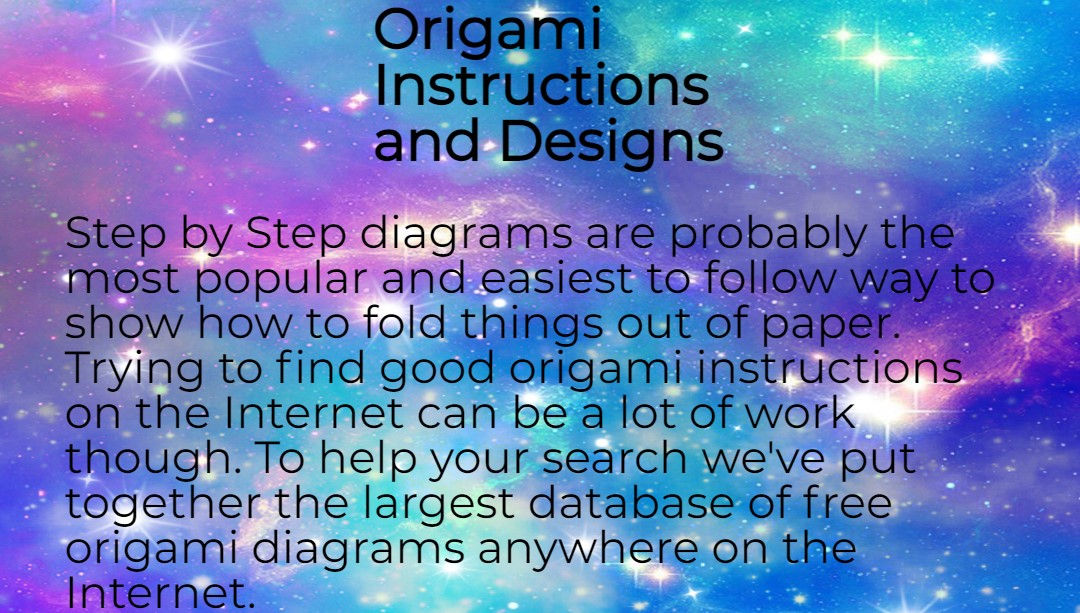 Origami
Instructions
and Designs
Step by Step diagrams are probably the
most popular and easiest to follow way to
show how to fold things out of paper.
Trying to find good origami instructions
on the Internet can be a lot of work
though. To help your search we've put
together the largest database of free
origami diagrams anywhere on the
Internet.